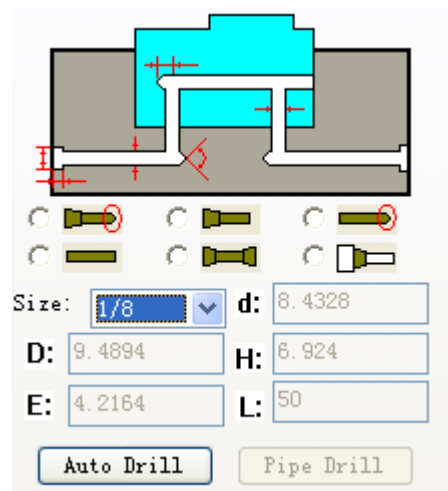 Size: 1/8 d: 8.4328
D: 9.4894 H: 6.924
E: 4.2164 L: 50
Auto Drill Pipe Drill